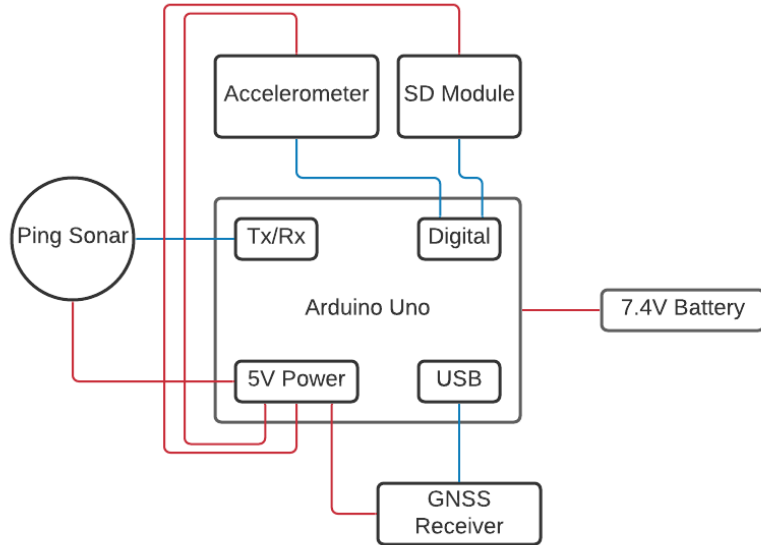 Accelerometer
SD Module
Ping Sonar
Tx/Rx
Digital
Arduino Uno
7.4V Battery
5V Power
USB
GNSS
Receiver